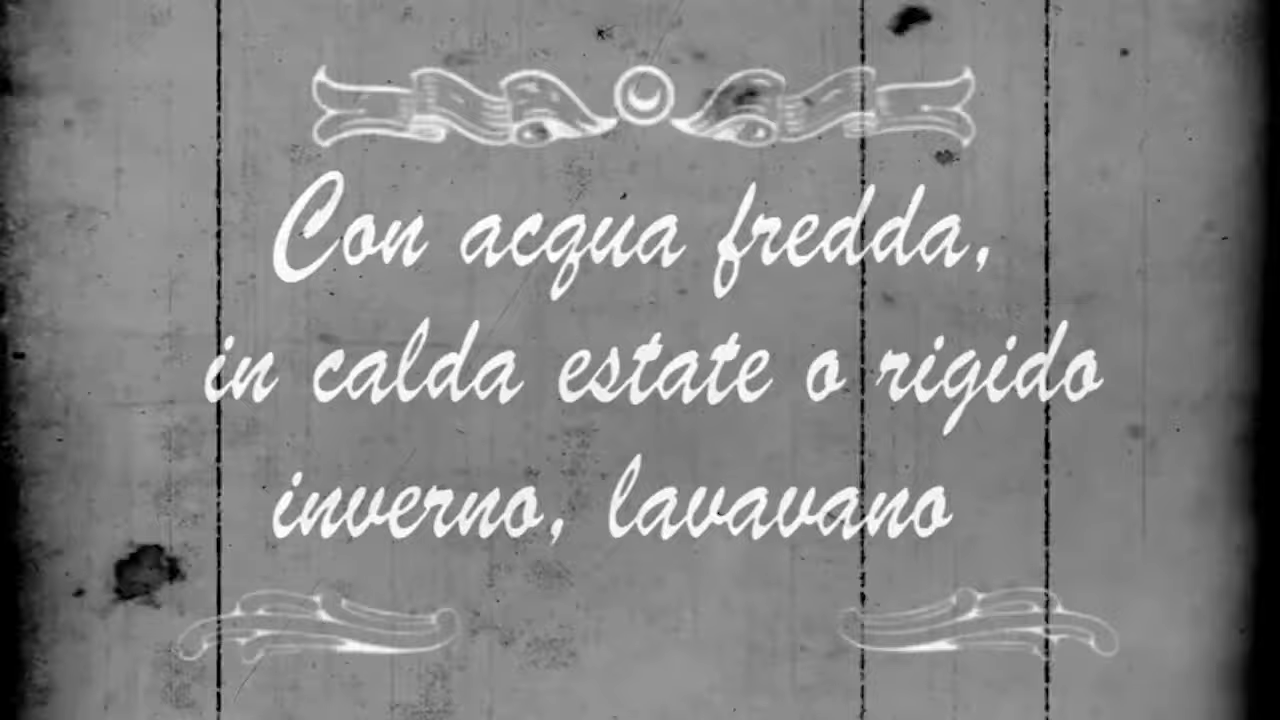 Con acqua fredda,
in calda estate o rigido
inverno, lavavano